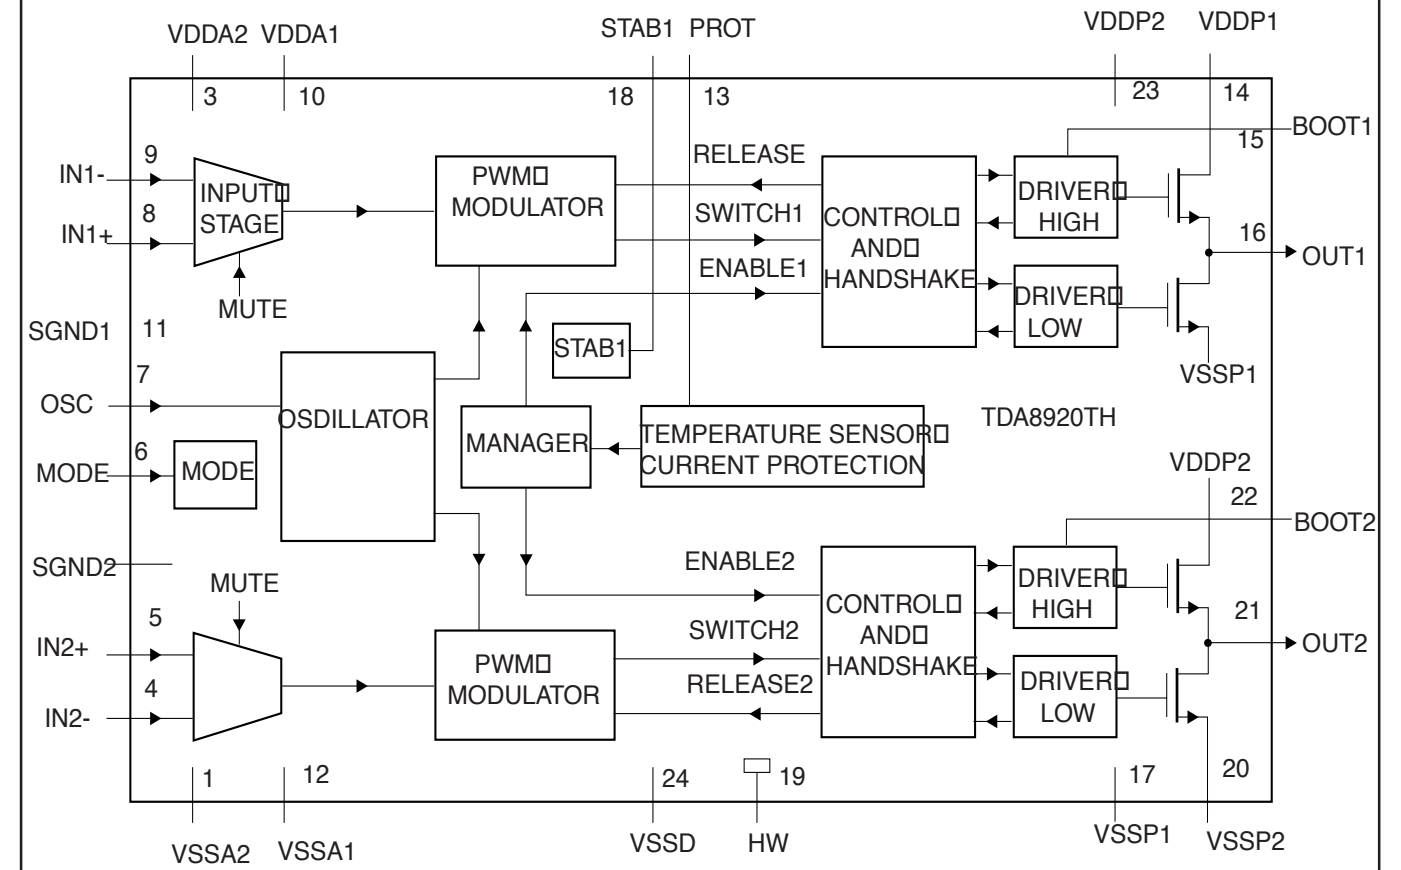 VDDA2 VDDA1 STAB1 PROT VDDP2 VDDP1
3 10 18 13 23 14
15 BOOT1
9
IN1-
8
IN1+
INPUT
STAGE
MUTE
PWM
MODULATOR
RELEASE
SWITCH1
ENABLE1
CONTROL
AND
HANDSHAKE
DRIVER
HIGH
DRIVER
LOW
16
OUT1
VSSP1
SGND1 11
STAB1
7
OSC
OSDILLATOR
6
MODE
MODE
MANAGER
TEMPERATURE SENSOR
CURRENT PROTECTION
TDA8920TH
VDDP2
22
BOOT2
SGND2
MUTE
5
IN2+
4
IN2-
PWM
MODULATOR
ENABLE2
SWITCH2
RELEASE2
CONTROL
AND
HANDSHAKE
DRIVER
HIGH
DRIVER
LOW
21
OUT2
1 12 24 19 17 20
VSSA2 VSSA1 VSSD HW VSSP1 VSSP2